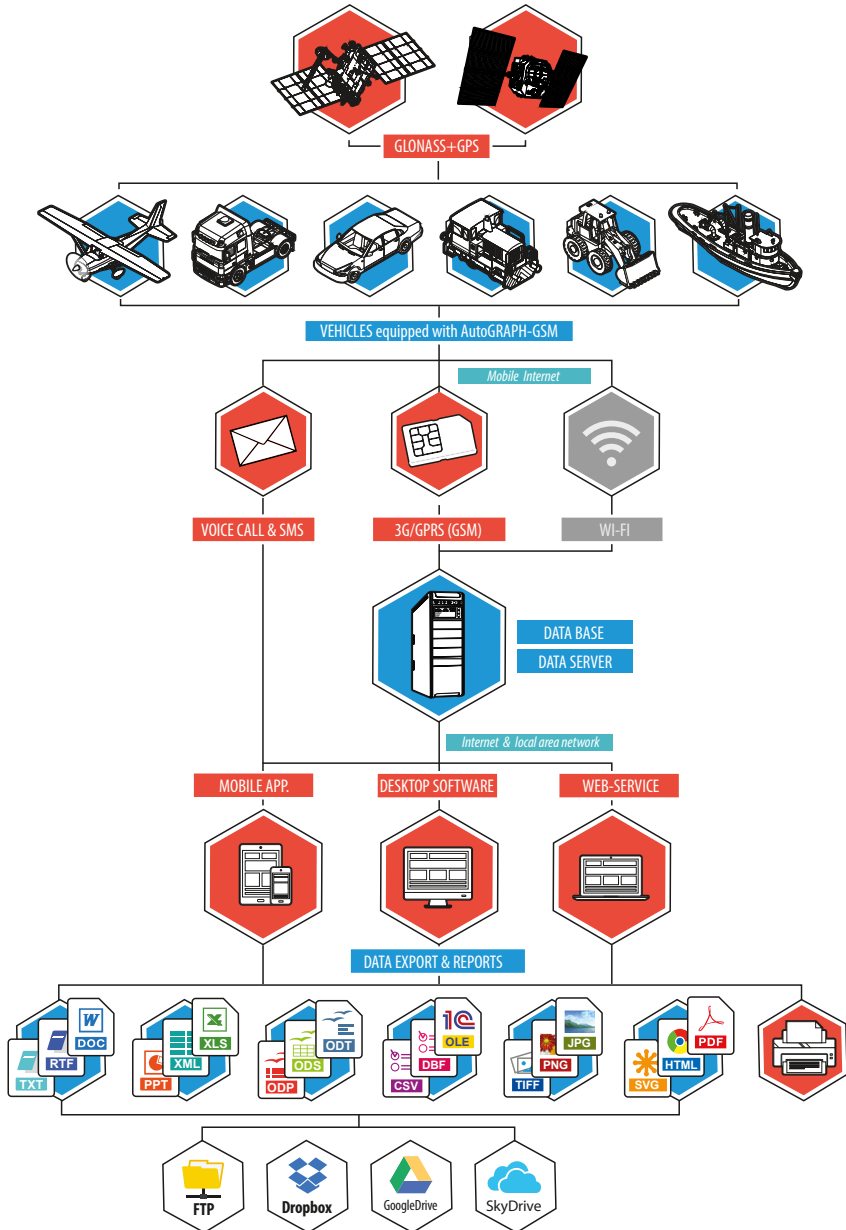 GLONASS+GPS
VEHICLES equipped with AutoGRAPH-GSM
Mobile Internet
VOICE CALL & SMS
3G/GPRS (GSM)
WI-FI
DATA BASE
DATA SERVER
Internet & local area network
MOBILE APP.
DESKTOP SOFTWARE
WEB-SERVICE
DATA EXPORT & REPORTS
TXT
RTF
W
DOC
PPT
XML
XLS
ODP
ODS
ODT
CSV
DBF
1C
OLE
TIFF
PNG
JPG
SVG
HTML
PDF
FTP
Dropbox
GoogleDrive
SkyDrive